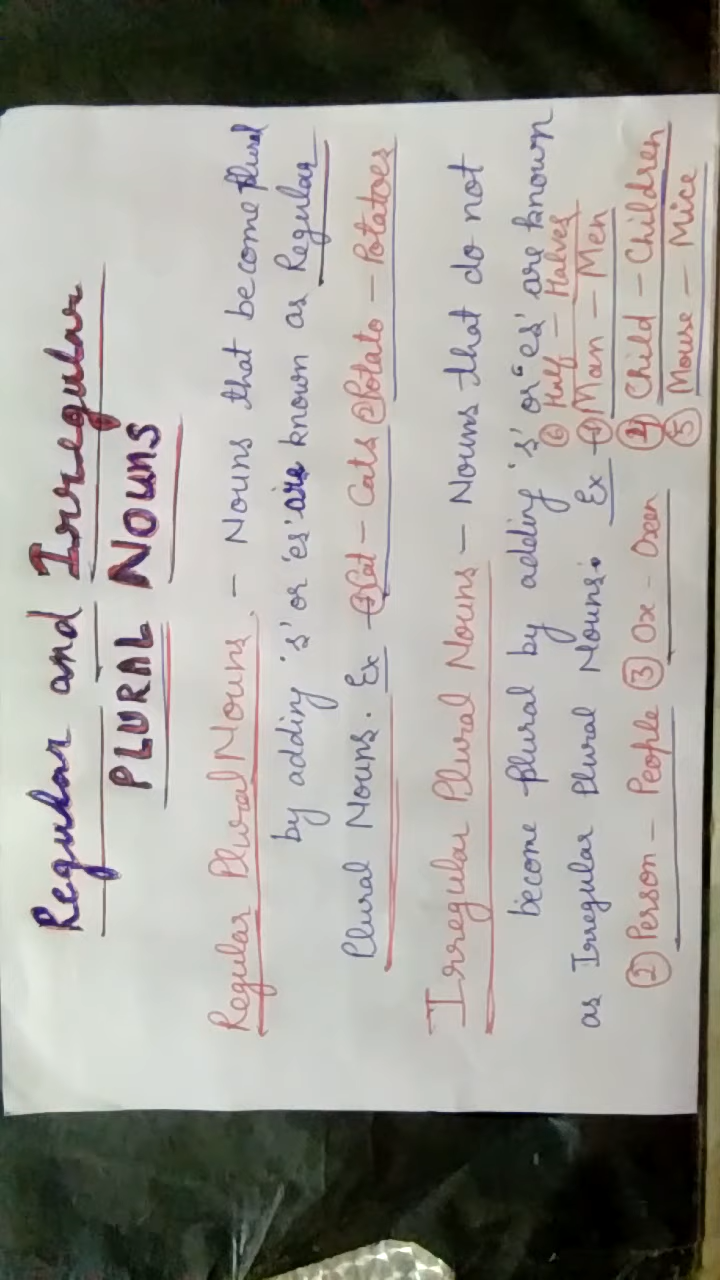 Regular and Irregular
PLURAL NOUNS
Regular Plural Nouns. - Nouns that become plural
by adding 's' or 'es' are known as Regular
Plural Nouns. Ex - ① Cat - Cats ② Potato - Potatoes
Irregular Plural Nouns - Nouns that do not
become plural by adding 's' or "es' are known
as Irregular Plural Nouns. Ex - ① Man - Men ⑥ Half - Halves
② Person - People ③ Ox - Oxen ④ Child - Children
⑤ Mouse - Mice